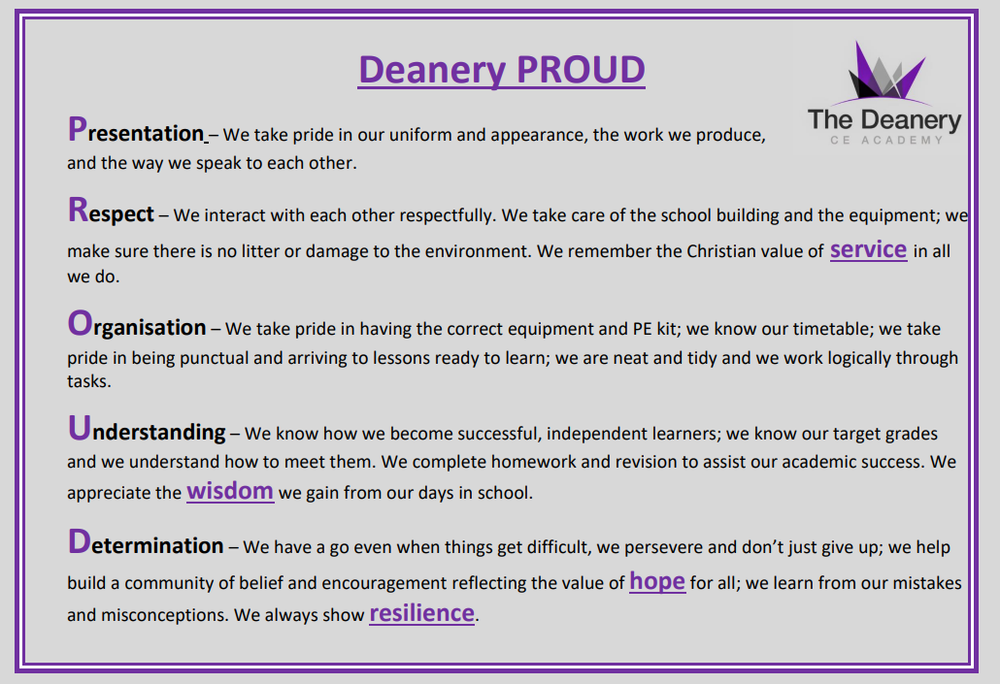 Deanery PROUD
The Deanery
CE ACADEMY
Presentation – We take pride in our uniform and appearance, the work we produce,
and the way we speak to each other.
Respect – We interact with each other respectfully. We take care of the school building and the equipment; we
make sure there is no litter or damage to the environment. We remember the Christian value of service in all
we do.
Organisation – We take pride in having the correct equipment and PE kit; we know our timetable; we take
pride in being punctual and arriving to lessons ready to learn; we are neat and tidy and we work logically through
tasks.
Understanding – We know how we become successful, independent learners; we know our target grades
and we understand how to meet them. We complete homework and revision to assist our academic success. We
appreciate the wisdom we gain from our days in school.
Determination – We have a go even when things get difficult, we persevere and don’t just give up; we help
build a community of belief and encouragement reflecting the value of hope for all; we learn from our mistakes
and misconceptions. We always show resilience.